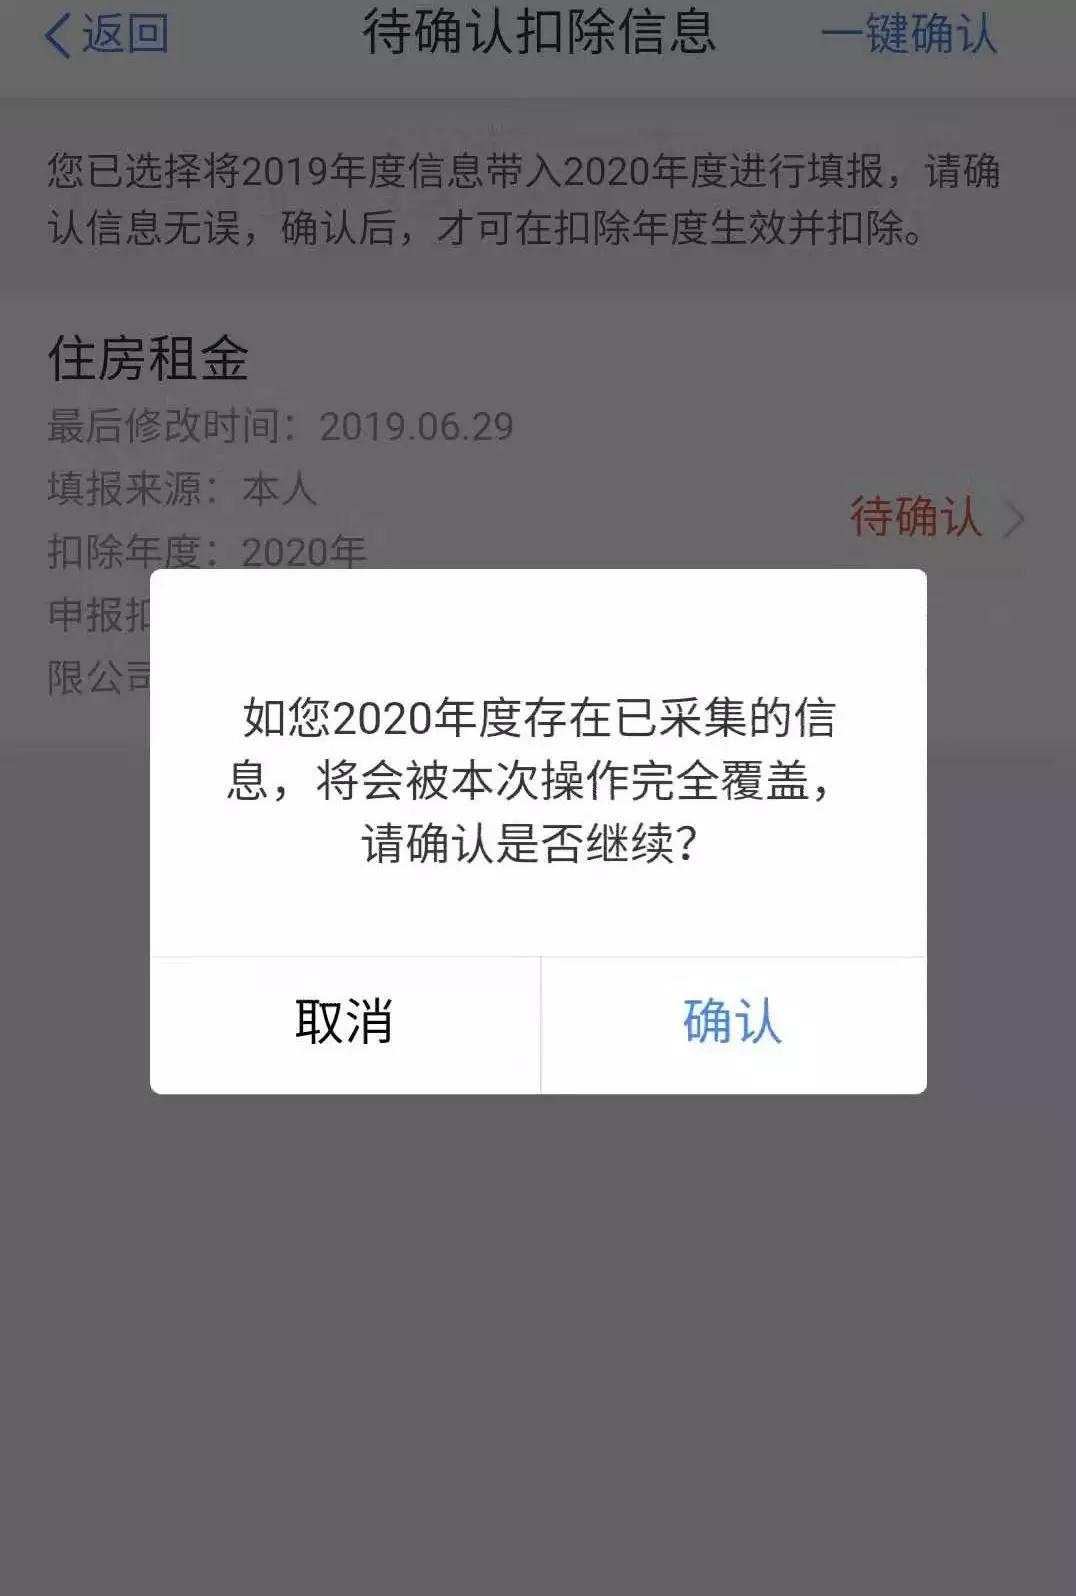 返回
待确认扣除信息
一键确认
您已选择将2019年度信息带入2020年度进行填报，请确
认信息无误，确认后，才可在扣除年度生效并扣除。
住房租金
最后修改时间：2019.06.29
填报来源：本人
待确认
扣除年度：2020年
申报扣
限公司
如您2020年度存在已采集的信
息，将会被本次操作完全覆盖，
请确认是否继续？
取消
确认